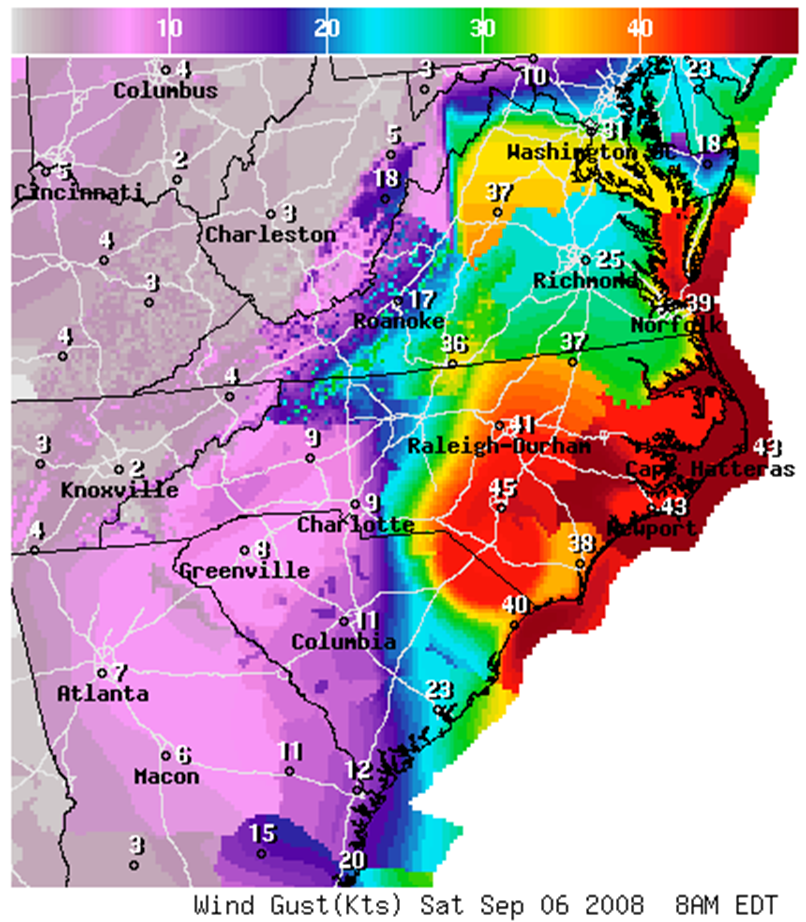 10 20 30 40
4 3 10 23
Columbus
31
5 Washington DC 18
5 2
Cincinnati 18
37
3
Charleston
4 25
Richmond
3 17 39
Roanoke Norfolk
4 36 37
4
41
9 Raleigh-Durham 43
3 2 Cape Hatteras
Knoxville 45
9 43
Charlotte Newport
4 8 38
Greenville
40
11
Columbia
7
Atlanta 23
6 11
Macon 12
15
3 20
Wind Gust(Kts) Sat Sep 06 2008 8AM EDT